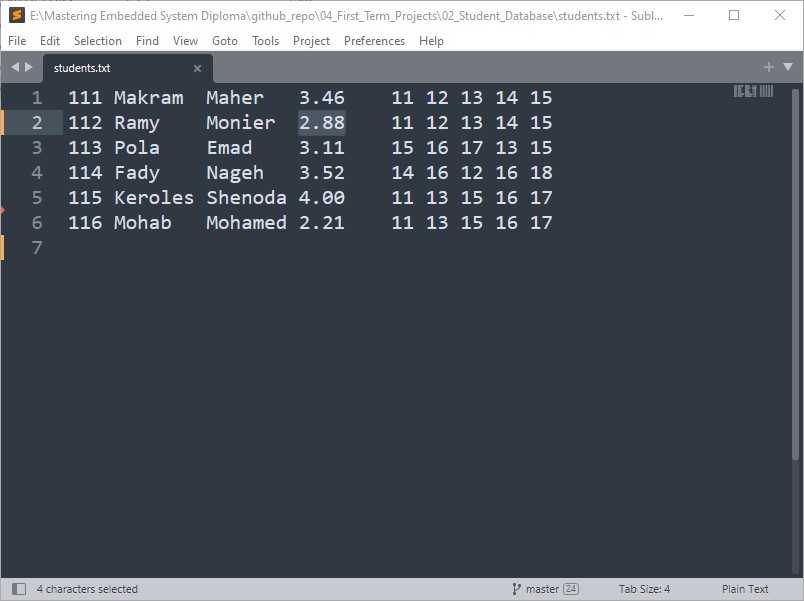 E:\Mastering Embedded System Diploma\github_repo\04_First_Term_Projects\02_Student_Database\students.txt - Subl...
File Edit Selection Find View Goto Tools Project Preferences Help
students.txt
1 111 Makram Maher 3.46 11 12 13 14 15
2 112 Ramy Monier 2.88 11 12 13 14 15
3 113 Pola Emad 3.11 15 16 17 13 15
4 114 Fady Nageh 3.52 14 16 12 16 18
5 115 Keroles Shenoda 4.00 11 13 15 16 17
6 116 Mohab Mohamed 2.21 11 13 15 16 17
7
4 characters selected master 24 Tab Size: 4 Plain Text